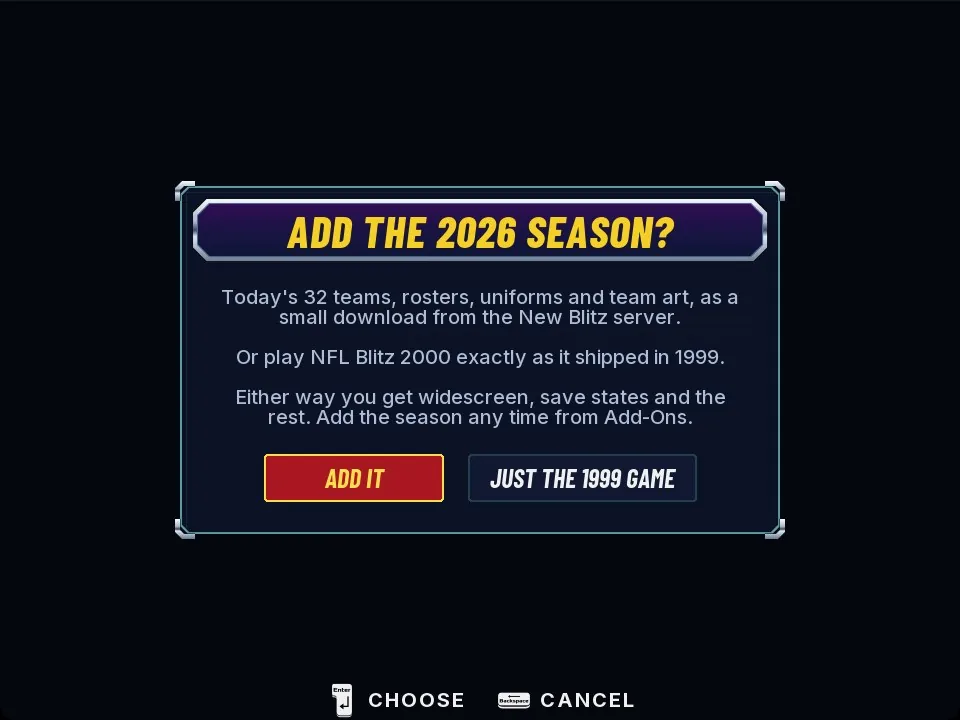 ADD THE 2026 SEASON?
Today's 32 teams, rosters, uniforms and team art, as a
small download from the New Blitz server.
Or play NFL Blitz 2000 exactly as it shipped in 1999.
Either way you get widescreen, save states and the
rest. Add the season any time from Add-Ons.
ADD IT
JUST THE 1999 GAME
Enter CHOOSE Backspace CANCEL